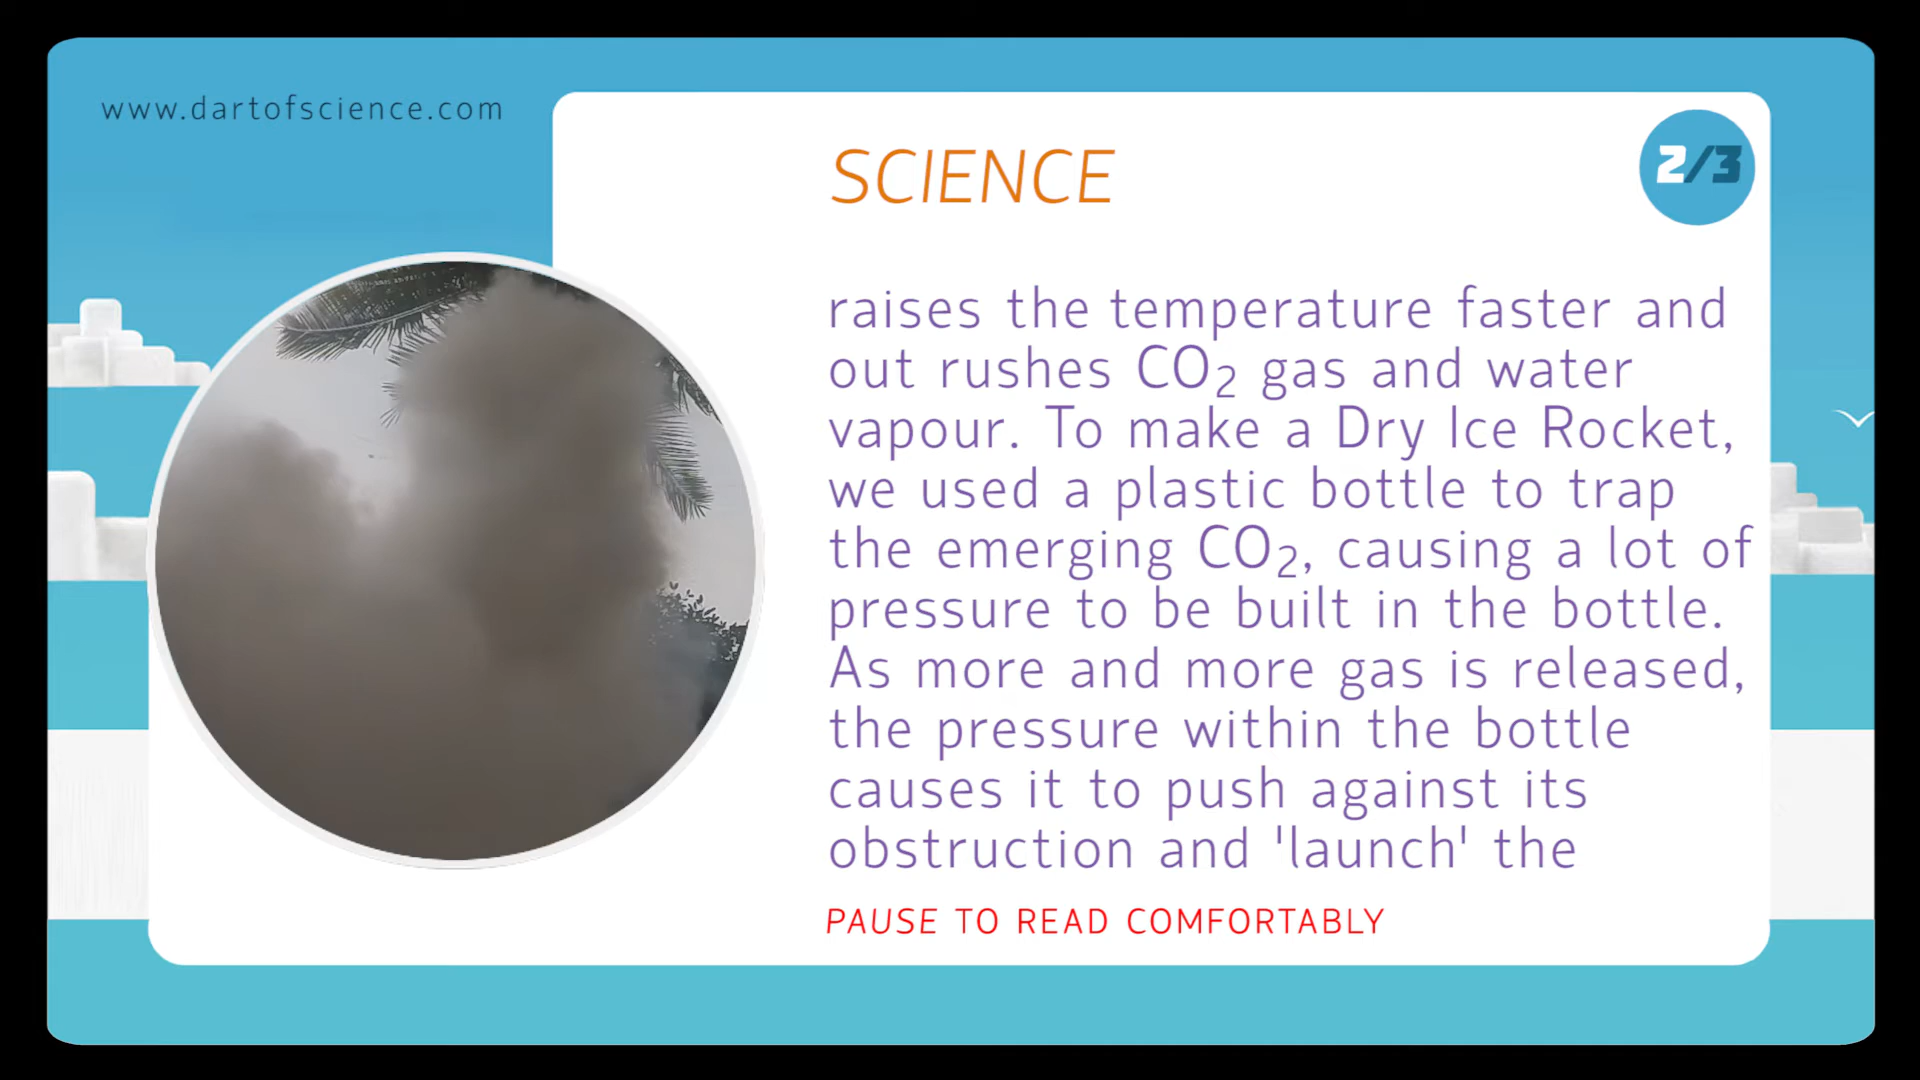 www.dartofscience.com
SCIENCE
2/3
raises the temperature faster and
out rushes CO₂ gas and water
vapour. To make a Dry Ice Rocket,
we used a plastic bottle to trap
the emerging CO₂, causing a lot of
pressure to be built in the bottle.
As more and more gas is released,
the pressure within the bottle
causes it to push against its
obstruction and 'launch' the
PAUSE TO READ COMFORTABLY